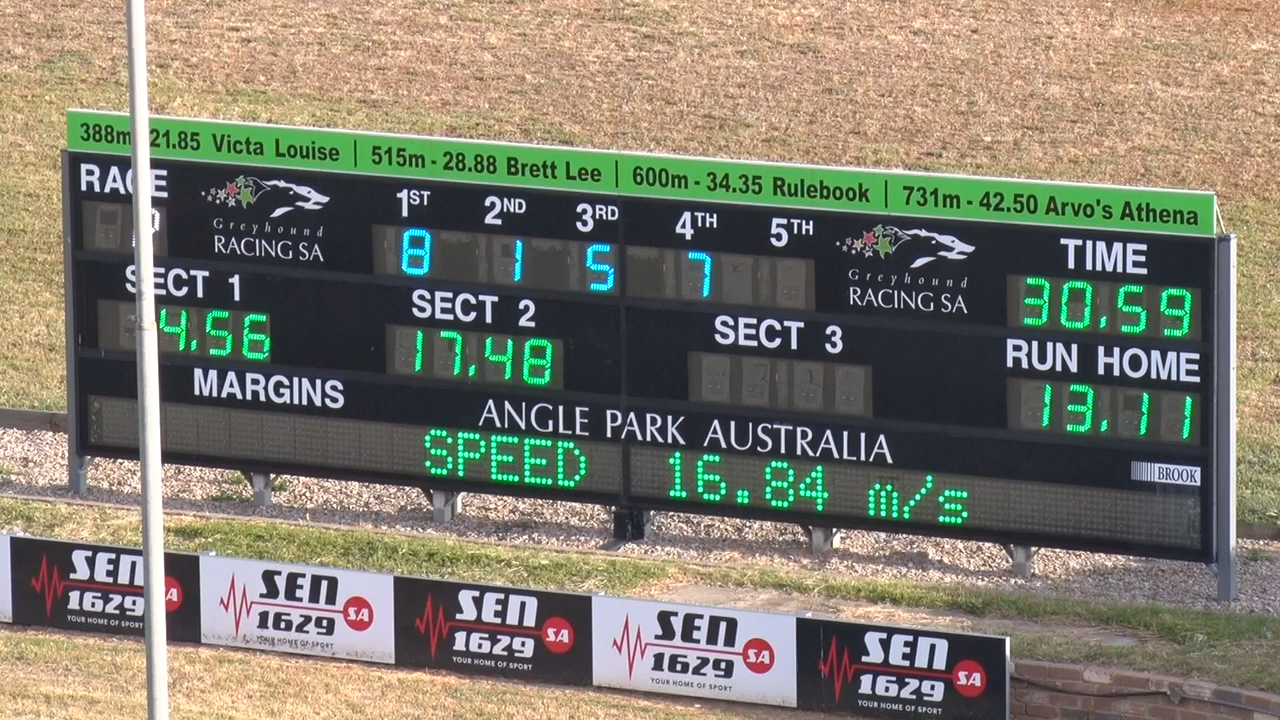 388m 21.85 Victa Louise | 515m - 28.88 Brett Lee | 600m - 34.35 Rulebook | 731m - 42.50 Arvo's Athena
RACE
Greyhound
RACING SA
1ST 2ND 3RD 4TH 5TH
8 1 5 7
Greyhound
RACING SA
TIME
30.59
SECT 1
4.56
SECT 2
17.48
SECT 3
RUN HOME
13.11
MARGINS
ANGLE PARK AUSTRALIA
SPEED 16.84 m/s
BROOK
SEN
1629 SA
YOUR HOME OF SPORT
SEN
1629 SA
YOUR HOME OF SPORT
SEN
1629 SA
YOUR HOME OF SPORT
SEN
1629 SA
YOUR HOME OF SPORT
SEN
1629 SA
YOUR HOME OF SPORT